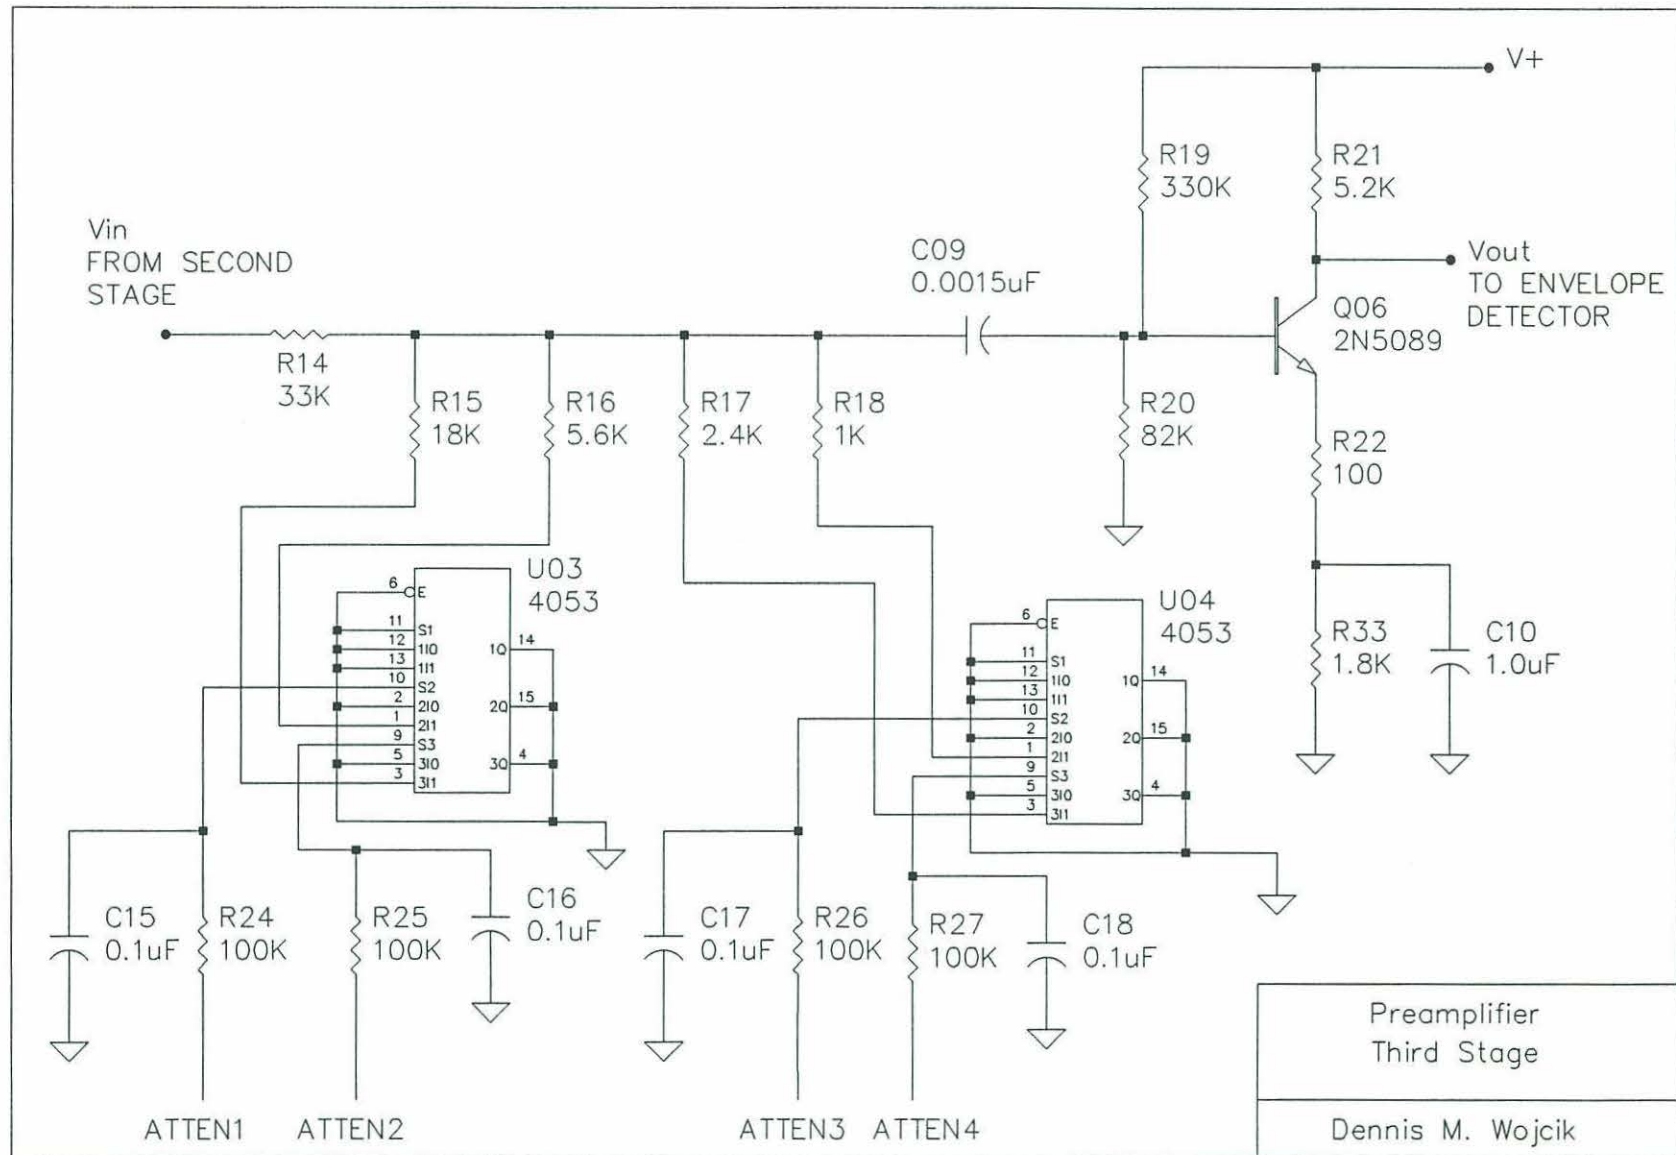 V+
R19
330K
R21
5.2K
Vin
FROM SECOND
STAGE
C09
0.0015uF
Vout
TO ENVELOPE
DETECTOR
Q06
2N5089
R14
33K
R15
18K
R16
5.6K
R17
2.4K
R18
1K
R20
82K
R22
100
U03
4053
6
E
11
S1
12
1I0
13
1I1
10
S2
2
2I0
1
2I1
9
S3
5
3I0
3
3I1
1Q
14
2Q
15
3Q
4
U04
4053
6
E
11
S1
12
1I0
13
1I1
10
S2
2
2I0
1
2I1
9
S3
5
3I0
3
3I1
1Q
14
2Q
15
3Q
4
R33
1.8K
C10
1.0uF
C15
0.1uF
R24
100K
R25
100K
C16
0.1uF
C17
0.1uF
R26
100K
R27
100K
C18
0.1uF
ATTEN1
ATTEN2
ATTEN3
ATTEN4
Preamplifier
Third Stage
Dennis M. Wojcik